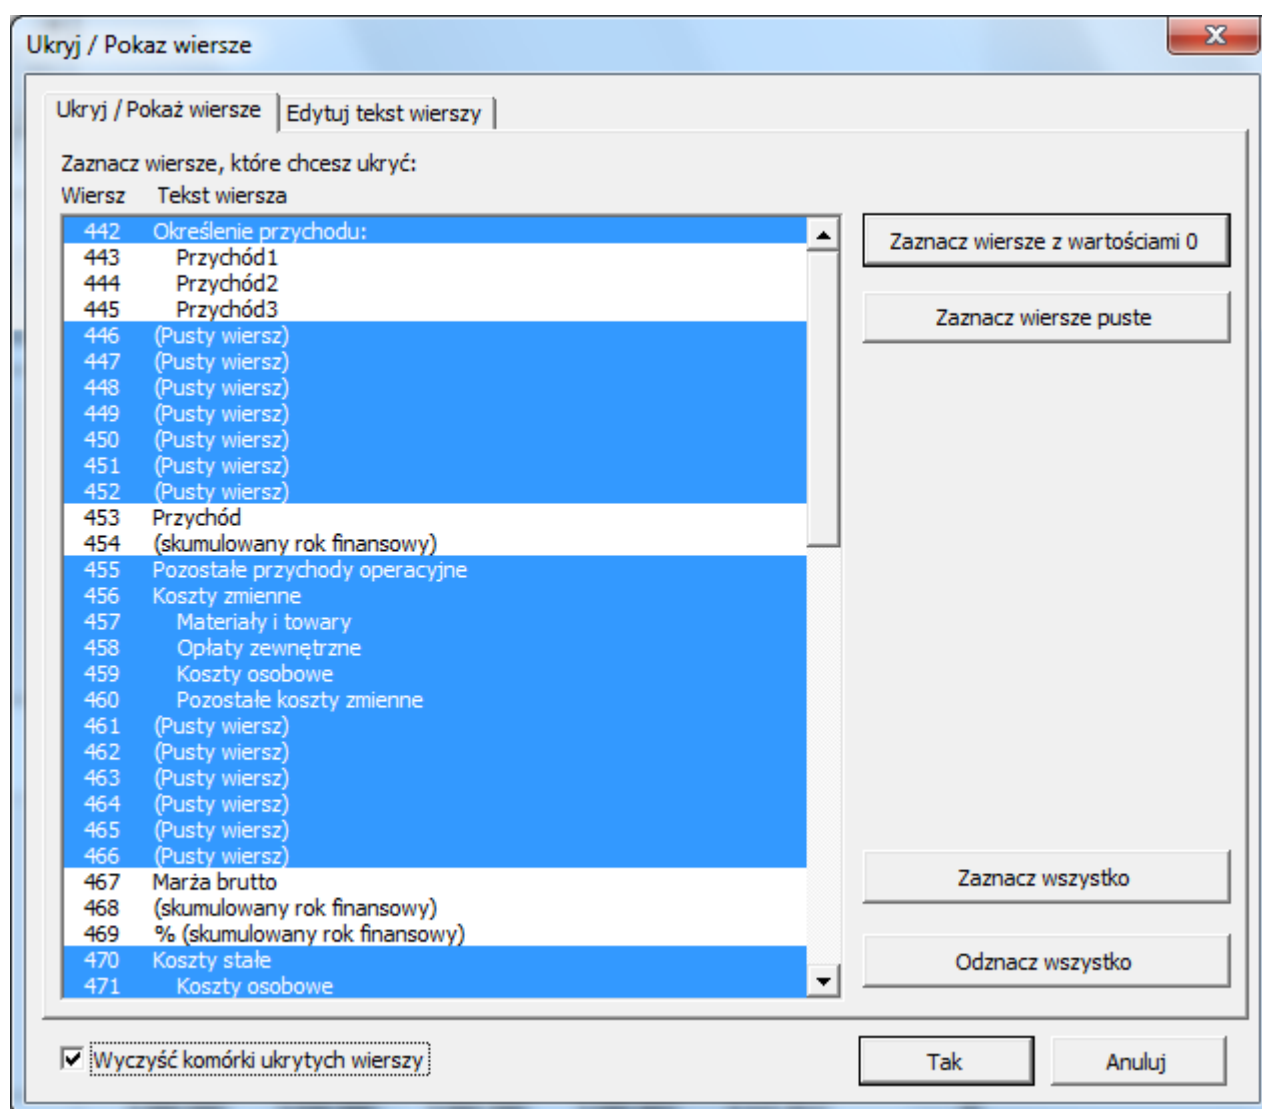 Ukryj / Pokaz wiersze
Ukryj / Pokaż wiersze Edytuj tekst wierszy
Zaznacz wiersze, które chcesz ukryć:
Wiersz Tekst wiersza
442 Określenie przychodu:
443 Przychód1
444 Przychód2
445 Przychód3
446 (Pusty wiersz)
447 (Pusty wiersz)
448 (Pusty wiersz)
449 (Pusty wiersz)
450 (Pusty wiersz)
451 (Pusty wiersz)
452 (Pusty wiersz)
453 Przychód
454 (skumulowany rok finansowy)
455 Pozostałe przychody operacyjne
456 Koszty zmienne
457 Materiały i towary
458 Opłaty zewnętrzne
459 Koszty osobowe
460 Pozostałe koszty zmienne
461 (Pusty wiersz)
462 (Pusty wiersz)
463 (Pusty wiersz)
464 (Pusty wiersz)
465 (Pusty wiersz)
466 (Pusty wiersz)
467 Marża brutto
468 (skumulowany rok finansowy)
469 % (skumulowany rok finansowy)
470 Koszty stałe
471 Koszty osobowe
Zaznacz wiersze z wartościami 0
Zaznacz wiersze puste
Zaznacz wszystko
Odznacz wszystko
Wyczyść komórki ukrytych wierszy
Tak Anuluj